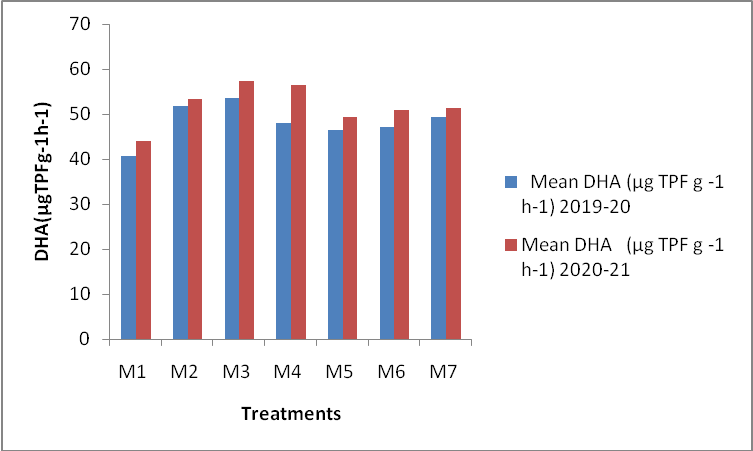 70
60
50
40
30
20
10
0
DHA(µgTPFg-1h-1)
M1 M2 M3 M4 M5 M6 M7
Treatments
Mean DHA (µg TPF g -1
h-1) 2019-20
Mean DHA (µg TPF g -1
h-1) 2020-21